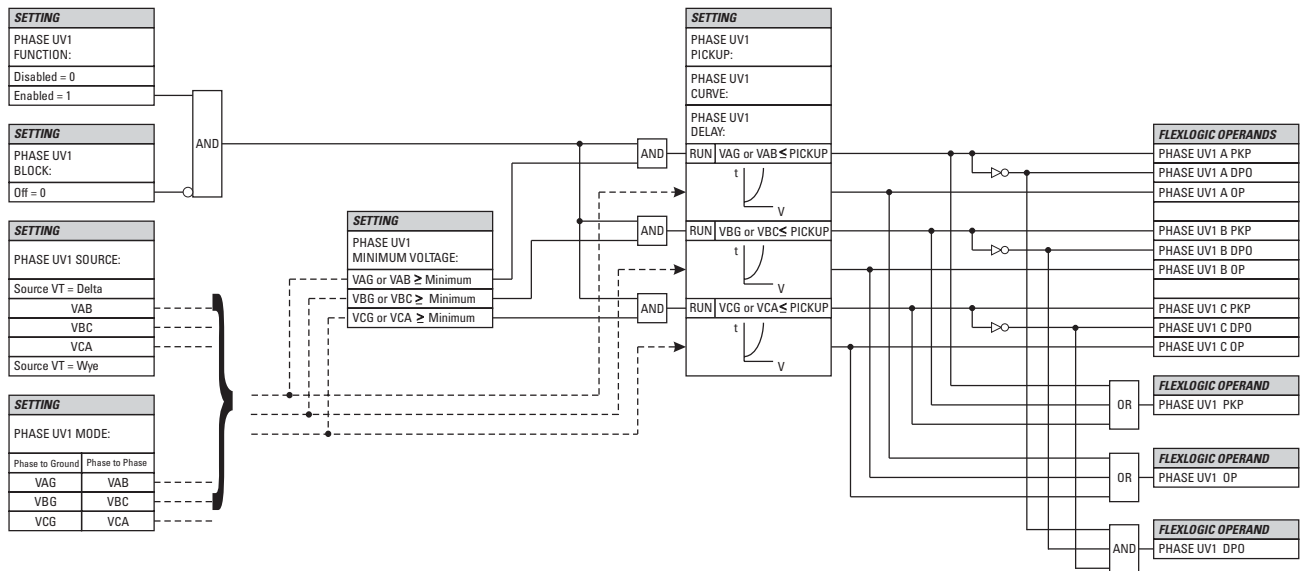 SETTING
PHASE UV1
FUNCTION:
Disabled = 0
Enabled = 1
SETTING
PHASE UV1
BLOCK:
Off = 0
AND
SETTING
PHASE UV1 SOURCE:
Source VT = Delta
VAB
VBC
VCA
Source VT = Wye
SETTING
PHASE UV1 MODE:
Phase to Ground Phase to Phase
VAG VAB
VBG VBC
VCG VCA
SETTING
PHASE UV1
MINIMUM VOLTAGE:
VAG or VAB ≥ Minimum
VBG or VBC ≥ Minimum
VCG or VCA ≥ Minimum
AND
AND
AND
SETTING
PHASE UV1
PICKUP:
PHASE UV1
CURVE:
PHASE UV1
DELAY:
RUN VAG or VAB ≤ PICKUP
t
V
RUN VBG or VBC ≤ PICKUP
t
V
RUN VCG or VCA ≤ PICKUP
t
V
FLEXLOGIC OPERANDS
PHASE UV1 A PKP
PHASE UV1 A DPO
PHASE UV1 A OP
PHASE UV1 B PKP
PHASE UV1 B DPO
PHASE UV1 B OP
PHASE UV1 C PKP
PHASE UV1 C DPO
PHASE UV1 C OP
OR
FLEXLOGIC OPERAND
PHASE UV1 PKP
OR
FLEXLOGIC OPERAND
PHASE UV1 OP
AND
FLEXLOGIC OPERAND
PHASE UV1 DPO